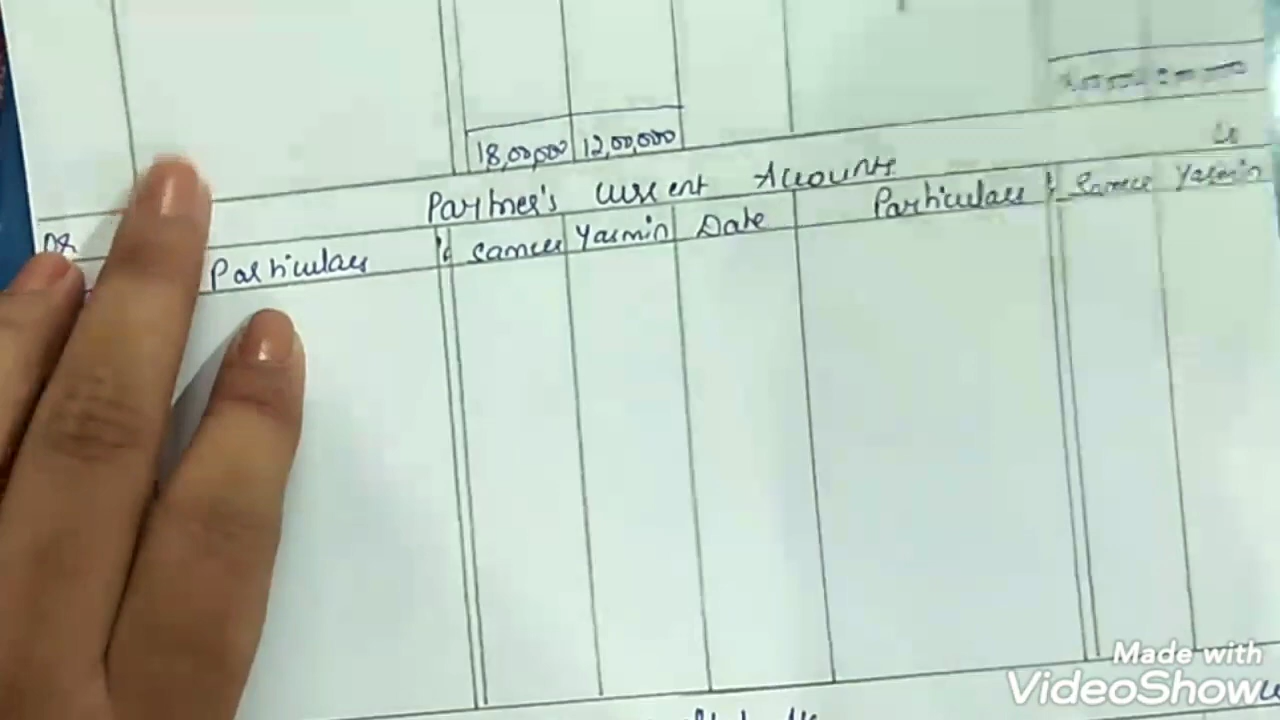 18,00,000 12,00,000
Partner's Current Accounts
Dr
Particulars Sameer Yasmin Date Particulars Sameer Yasmin
Made with
VideoShow